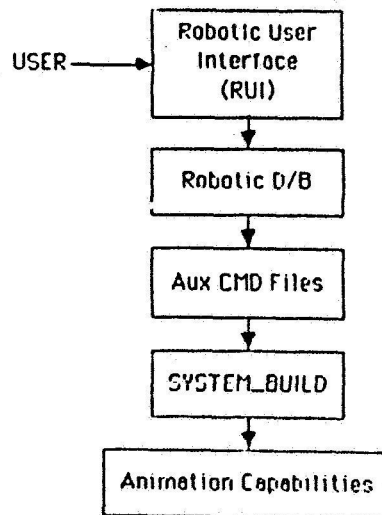 Robotic User
Interface
(RUI)
USER
Robotic D/B
Aux CMD Files
SYSTEM_BUILD
Animation Capabilities